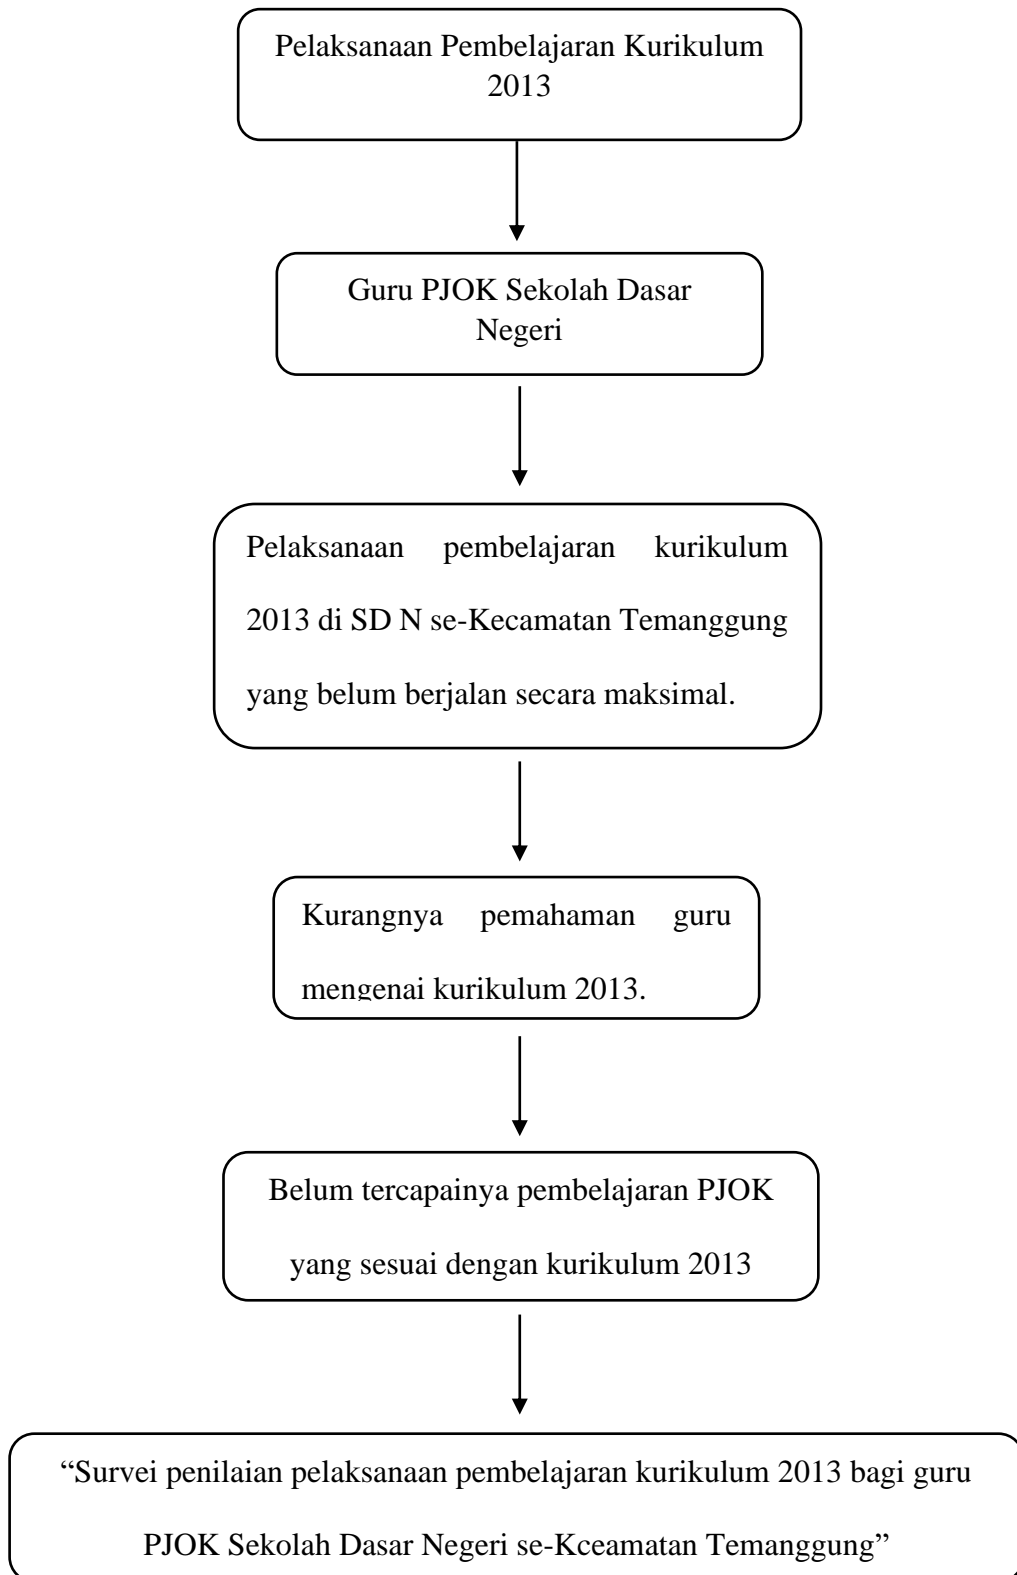 Pelaksanaan Pembelajaran Kurikulum
2013
Guru PJOK Sekolah Dasar
Negeri
Pelaksanaan pembelajaran kurikulum
2013 di SD N se-Kecamatan Temanggung
yang belum berjalan secara maksimal.
Kurangnya pemahaman guru
mengenai kurikulum 2013.
Belum tercapainya pembelajaran PJOK
yang sesuai dengan kurikulum 2013
“Survei penilaian pelaksanaan pembelajaran kurikulum 2013 bagi guru
PJOK Sekolah Dasar Negeri se-Kceamatan Temanggung”